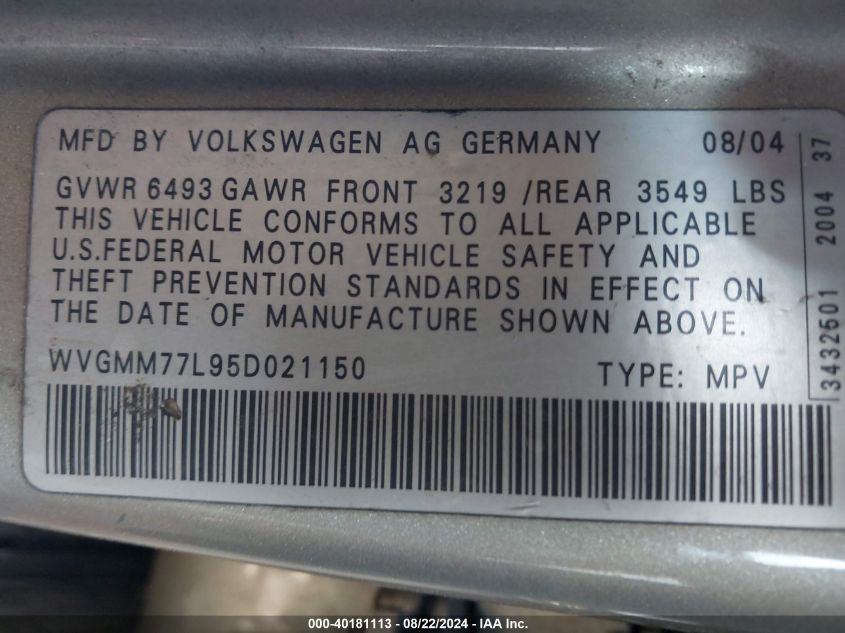 MFD BY VOLKSWAGEN AG GERMANY 08/04
GVWR 6493 GAWR FRONT 3219 /REAR 3549 LBS
THIS VEHICLE CONFORMS TO ALL APPLICABLE
U.S.FEDERAL MOTOR VEHICLE SAFETY AND
THEFT PREVENTION STANDARDS IN EFFECT ON
THE DATE OF MANUFACTURE SHOWN ABOVE.
WVGMM77L95D021150 TYPE: MPV
3432501 2004 37
000-40181113 - 08/22/2024 - IAA Inc.